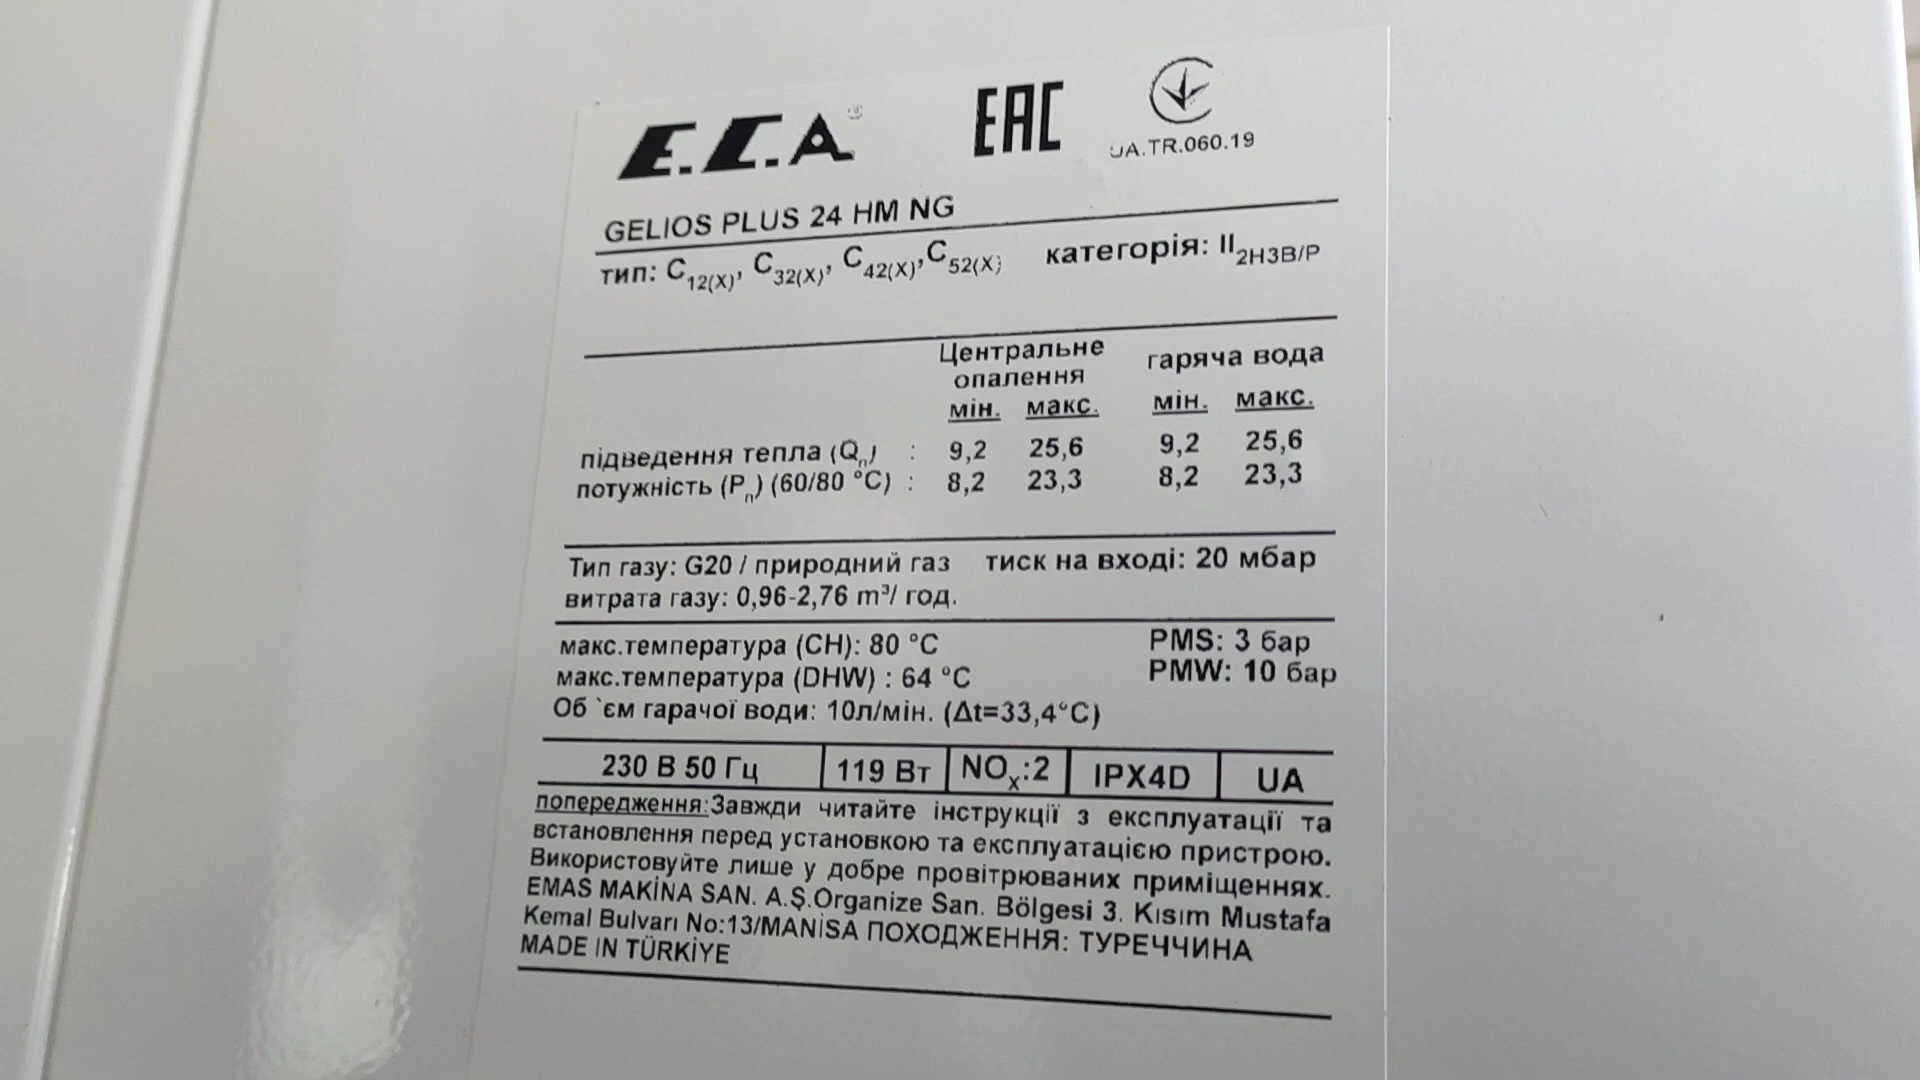 E.C.A ®
EAC
UA.TR.060.19
GELIOS PLUS 24 HM NG
тип: C12(X), C32(X), C42(X), C52(X) категорія: II2H3B/P
Центральне гаряча вода
опалення
мін. макс. мін. макс.
підведення тепла (Qn) : 9,2 25,6 9,2 25,6
потужність (Pn) (60/80 °C) : 8,2 23,3 8,2 23,3
Тип газу: G20 / природний газ тиск на вході: 20 мбар
витрата газу: 0,96-2,76 m³/ год.
макс.температура (CH): 80 °C PMS: 3 бар
макс.температура (DHW) : 64 °C PMW: 10 бар
Об `єм гарачої води: 10л/мін. (Δt=33,4°C)
230 В 50 Гц 119 Вт NOx:2 IPX4D UA
попередження:Завжди читайте інструкції з експлуатації та
встановлення перед установкою та експлуатацією пристрою.
Використовуйте лише у добре провітрюваних приміщеннях.
EMAS MAKİNA SAN. A.Ş.Organize San. Bölgesi 3. Kısım Mustafa
Kemal Bulvarı No:13/MANİSA ПОХОДЖЕННЯ: ТУРЕЧЧИНА
MADE IN TÜRKİYE